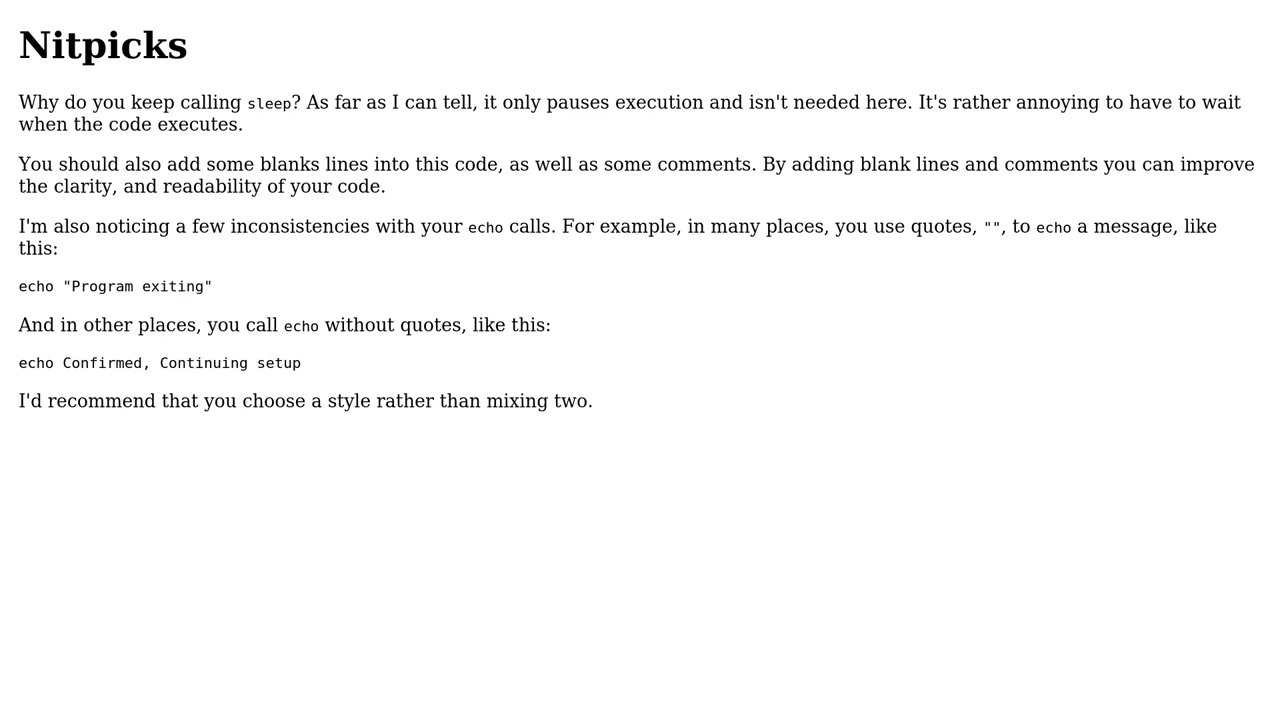 Nitpicks
Why do you keep calling sleep? As far as I can tell, it only pauses execution and isn't needed here. It's rather annoying to have to wait
when the code executes.
You should also add some blanks lines into this code, as well as some comments. By adding blank lines and comments you can improve
the clarity, and readability of your code.
I'm also noticing a few inconsistencies with your echo calls. For example, in many places, you use quotes, "", to echo a message, like
this:
echo "Program exiting"
And in other places, you call echo without quotes, like this:
echo Confirmed, Continuing setup
I'd recommend that you choose a style rather than mixing two.